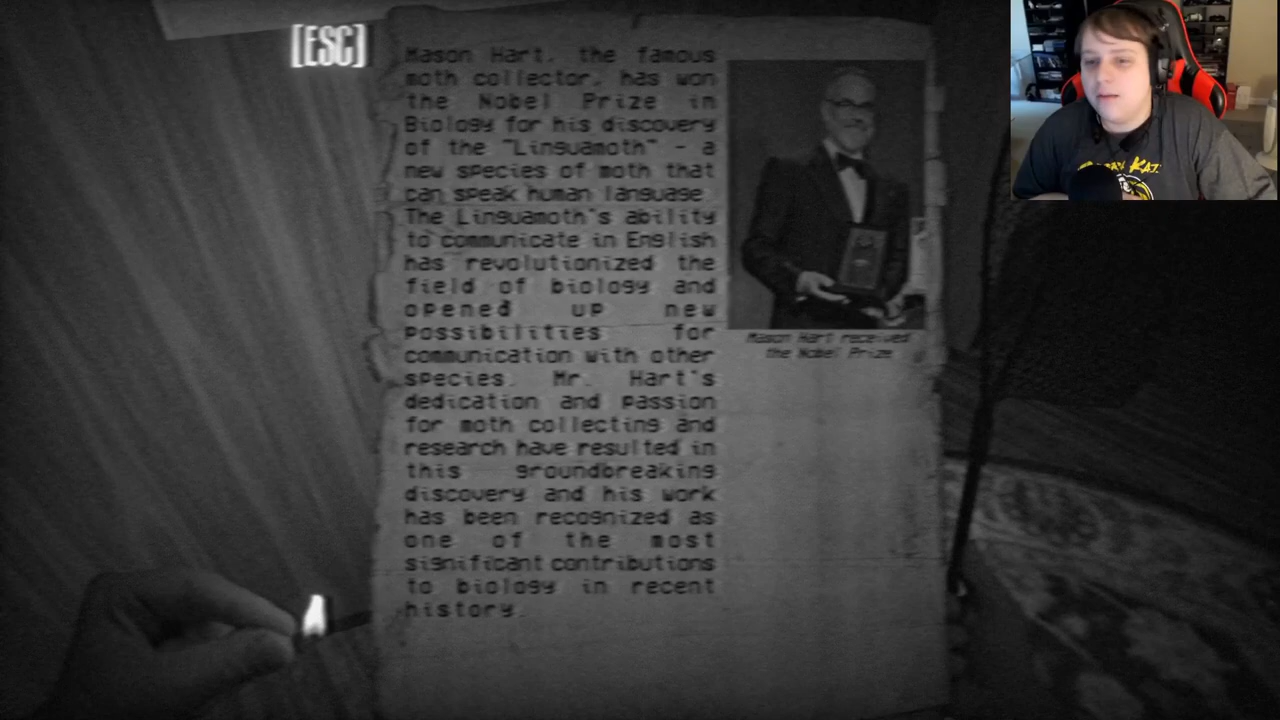 [ESC]
Mason Hart, the famous
moth collector, has won
the Nobel Prize in
Biology for his discovery
of the "Linguamoth" - a
new species of moth that
can speak human language.
The Linguamoth's ability
to communicate in English
has revolutionized the
field of biology and
opened up new
possibilities for
communication with other
species. Mr. Hart's
dedication and passion
for moth collecting and
research have resulted in
this groundbreaking
discovery and his work
has been recognized as
one of the most
significant contributions
to biology in recent
history.
Mason Hart received
the Nobel Prize